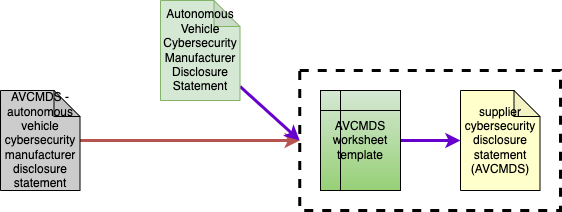 Autonomous
Vehicle
Cybersecurity
Manufacturer
Disclosure
Statement
AVCMDS -
autonomous
vehicle
cybersecurity
manufacturer
disclosure
statement
AVCMDS
worksheet
template
supplier
cybersecurity
disclosure
statement
(AVCMDS)